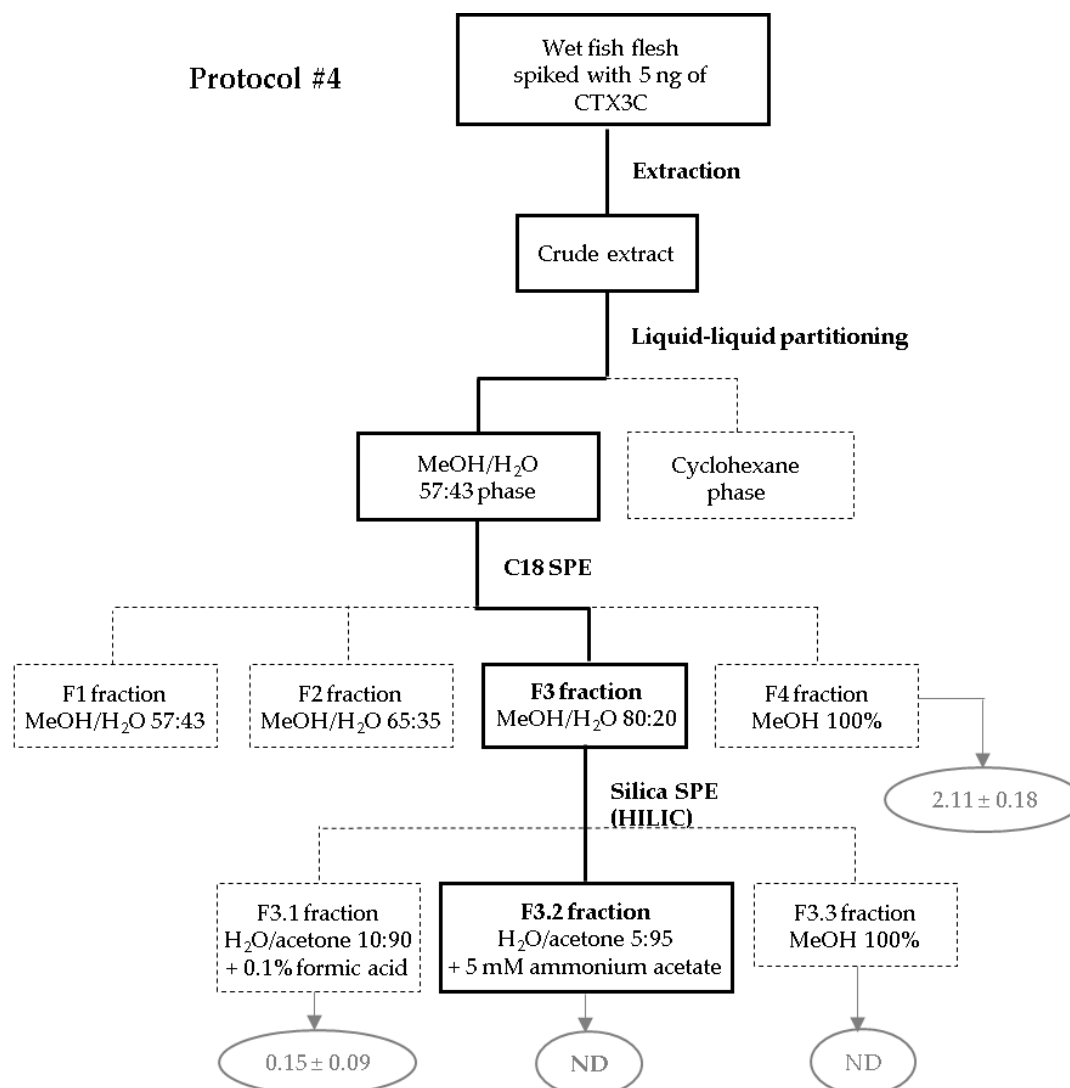 Protocol #4
Wet fish flesh
spiked with 5 ng of
CTX3C
Extraction
Crude extract
Liquid-liquid partitioning
MeOH/H₂O
57:43 phase
Cyclohexane
phase
C18 SPE
F1 fraction
MeOH/H₂O 57:43
F2 fraction
MeOH/H₂O 65:35
F3 fraction
MeOH/H₂O 80:20
F4 fraction
MeOH 100%
2.11 ± 0.18
Silica SPE
(HILIC)
F3.1 fraction
H₂O/acetone 10:90
+ 0.1% formic acid
F3.2 fraction
H₂O/acetone 5:95
+ 5 mM ammonium acetate
F3.3 fraction
MeOH 100%
0.15 ± 0.09
ND
ND